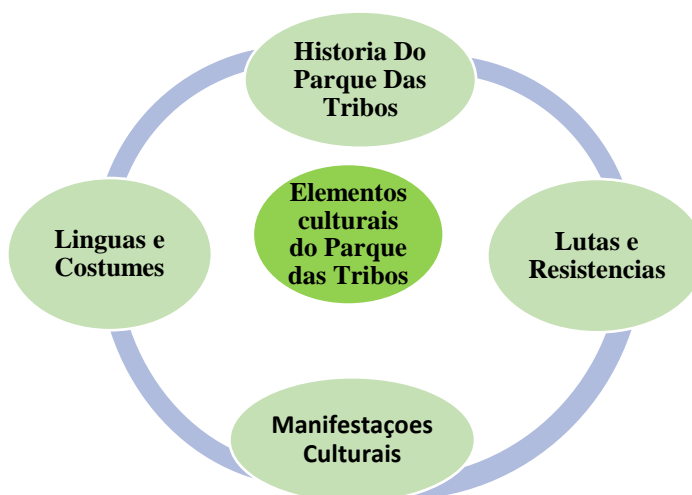 Historia Do
Parque Das
Tribos
Elementos
culturais
do Parque
das Tribos
Linguas e
Costumes
Lutas e
Resistencias
Manifestaçoes
Culturais